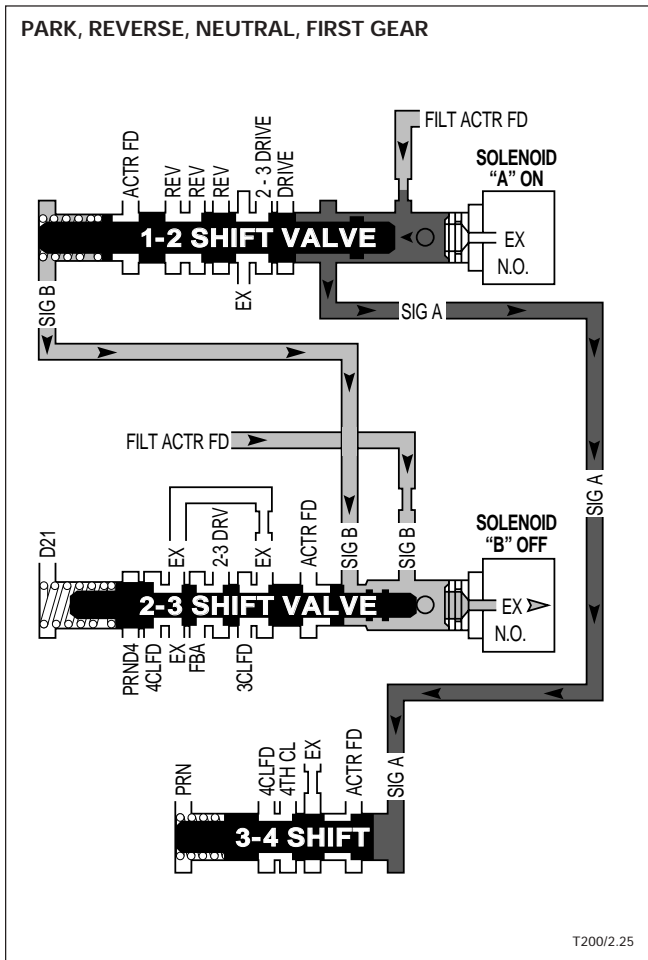 PARK, REVERSE, NEUTRAL, FIRST GEAR
FILT ACTR FD
SOLENOID
“A” ON
ACTR FD
REV
REV
REV
2 - 3 DRIVE
DRIVE
1-2 SHIFT VALVE
EX
N.O.
EX
SIG B
SIG A
FILT ACTR FD
SIG A
D21
EX
2-3 DRV
EX
ACTR FD
SIG B
SIG B
SOLENOID
“B” OFF
2-3 SHIFT VALVE
EX
N.O.
PRND4
4CLFD
EX
FBA
3CLFD
PRN
4CLFD
4TH CL
EX
ACTR FD
SIG A
3-4 SHIFT
T200/2.25